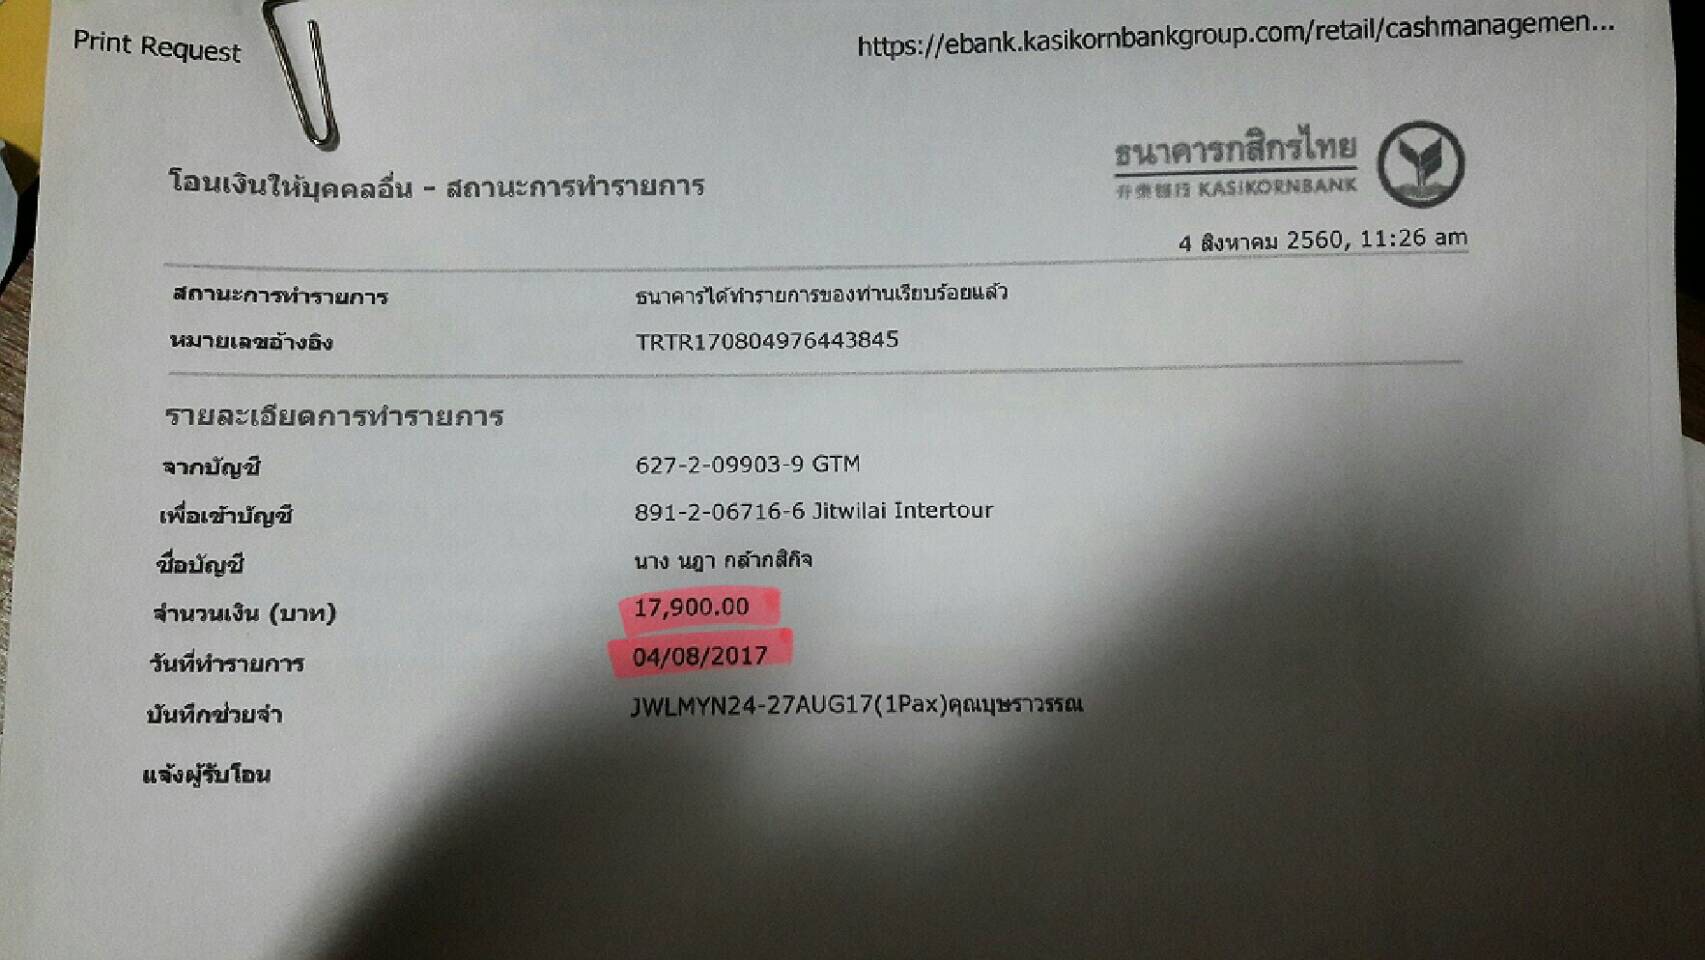 Print Request
https://ebank.kasikornbankgroup.com/retail/cashmanagemen...
ธนาคารกสิกรไทย
开泰银行 KASIKORNBANK
โอนเงินให้บุคคลอื่น - สถานะการทำรายการ
4 สิงหาคม 2560, 11:26 am
สถานะการทำรายการ ธนาคารได้ทำรายการของท่านเรียบร้อยแล้ว
หมายเลขอ้างอิง TRTR170804976443845
รายละเอียดการทำรายการ
จากบัญชี 627-2-09903-9 GTM
เพื่อเข้าบัญชี 891-2-06716-6 Jitwilai Intertour
ชื่อบัญชี นาง นฎา กล้ากสิกิจ
จำนวนเงิน (บาท) 17,900.00
วันที่ทำรายการ 04/08/2017
บันทึกช่วยจำ JWLMYN24-27AUG17(1Pax)คุณบุษราวรรณ
แจ้งผู้รับโอน